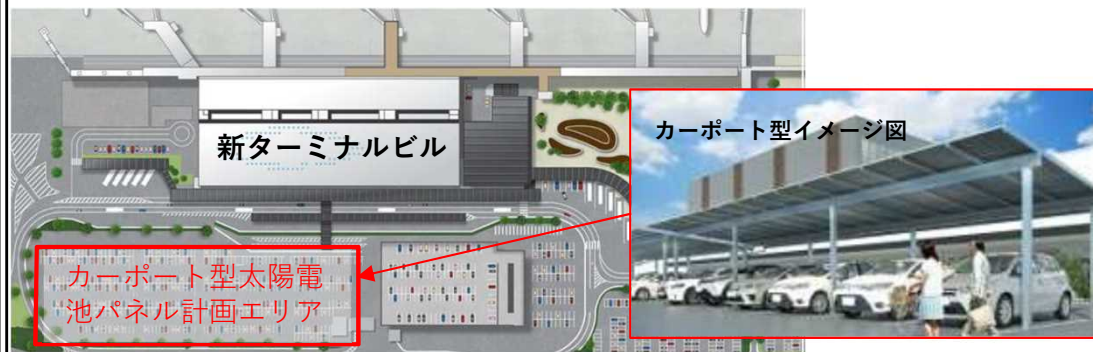 新ターミナルビル
カーポート型イメージ図
カーポート型太陽電
池パネル計画エリア